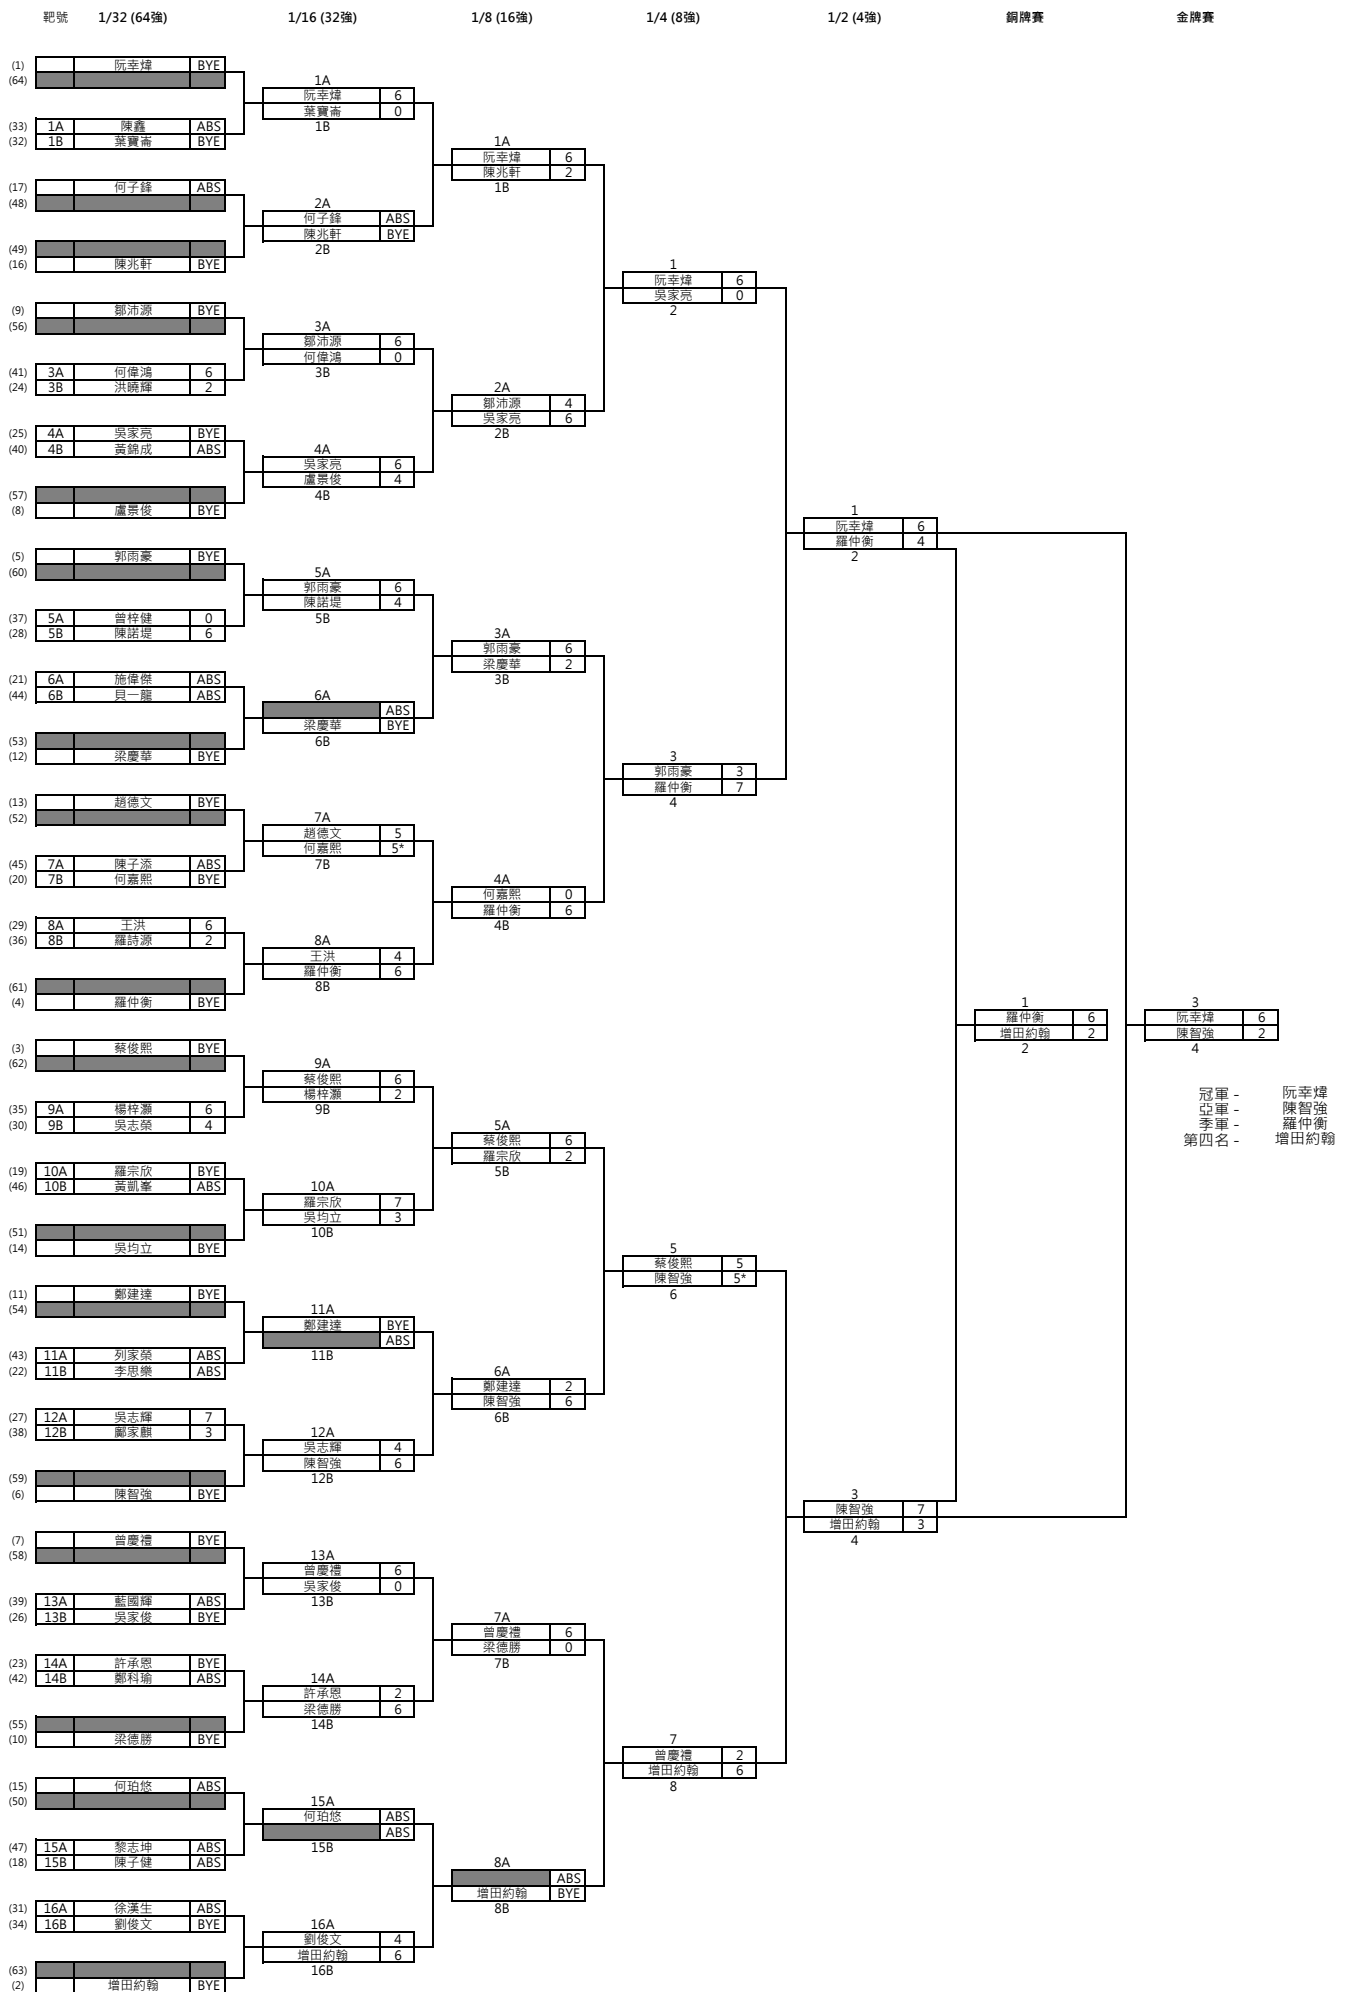 靶號 1/32 (64強) 1/16 (32強) 1/8 (16強) 1/4 (8強) 1/2 (4強) 銅牌賽 金牌賽
(1) 阮幸煒 BYE
(64)
1A
阮幸煒 6
葉寶崙 0
1B
(33) 1A 陳鑫 ABS
(32) 1B 葉寶崙 BYE
1A
阮幸煒 6
陳兆軒 2
1B
(17) 何子鋒 ABS
(48)
2A
何子鋒 ABS
陳兆軒 BYE
2B
(49)
(16) 陳兆軒 BYE
1
阮幸煒 6
吳家亮 0
2
(9) 鄒沛源 BYE
(56)
3A
鄒沛源 6
何偉鴻 0
3B
(41) 3A 何偉鴻 6
(24) 3B 洪曉輝 2
2A
鄒沛源 4
吳家亮 6
2B
(25) 4A 吳家亮 BYE
(40) 4B 黃錦成 ABS
4A
吳家亮 6
盧景俊 4
4B
(57)
(8) 盧景俊 BYE
1
阮幸煒 6
羅仲衡 4
2
(5) 郭雨豪 BYE
(60)
5A
郭雨豪 6
陳諾堤 4
5B
(37) 5A 曾梓健 0
(28) 5B 陳諾堤 6
3A
郭雨豪 6
梁慶華 2
3B
(21) 6A 施偉傑 ABS
(44) 6B 貝一龍 ABS
6A
ABS
梁慶華 BYE
6B
(53)
(12) 梁慶華 BYE
3
郭雨豪 3
羅仲衡 7
4
(13) 趙德文 BYE
(52)
7A
趙德文 5
何嘉熙 5*
7B
(45) 7A 陳子添 ABS
(20) 7B 何嘉熙 BYE
4A
何嘉熙 0
羅仲衡 6
4B
(29) 8A 王洪 6
(36) 8B 羅詩源 2
8A
王洪 4
羅仲衡 6
8B
(61)
(4) 羅仲衡 BYE
1
羅仲衡 6
增田約翰 2
2
3
阮幸煒 6
陳智強 2
4
冠軍 - 阮幸煒
亞軍 - 陳智強
季軍 - 羅仲衡
第四名 - 增田約翰
(3) 蔡俊熙 BYE
(62)
9A
蔡俊熙 6
楊梓灝 2
9B
(35) 9A 楊梓灝 6
(30) 9B 吳志榮 4
5A
蔡俊熙 6
羅宗欣 2
5B
(19) 10A 羅宗欣 BYE
(46) 10B 黃凱峯 ABS
10A
羅宗欣 7
吳均立 3
10B
(51)
(14) 吳均立 BYE
5
蔡俊熙 5
陳智強 5*
6
(11) 鄭建達 BYE
(54)
11A
鄭建達 BYE
ABS
11B
(43) 11A 列家榮 ABS
(22) 11B 李思樂 ABS
6A
鄭建達 2
陳智強 6
6B
(27) 12A 吳志輝 7
(38) 12B 鄺家麒 3
12A
吳志輝 4
陳智強 6
12B
(59)
(6) 陳智強 BYE
3
陳智強 7
增田約翰 3
4
(7) 曾慶禮 BYE
(58)
13A
曾慶禮 6
吳家俊 0
13B
(39) 13A 藍國輝 ABS
(26) 13B 吳家俊 BYE
7A
曾慶禮 6
梁德勝 0
7B
(23) 14A 許承恩 BYE
(42) 14B 鄭科瑜 ABS
14A
許承恩 2
梁德勝 6
14B
(55)
(10) 梁德勝 BYE
7
曾慶禮 2
增田約翰 6
8
(15) 何珀悠 ABS
(50)
15A
何珀悠 ABS
ABS
15B
(47) 15A 黎志坤 ABS
(18) 15B 陳子健 ABS
8A
ABS
增田約翰 BYE
8B
(31) 16A 徐漢生 ABS
(34) 16B 劉俊文 BYE
16A
劉俊文 4
增田約翰 6
16B
(63)
(2) 增田約翰 BYE